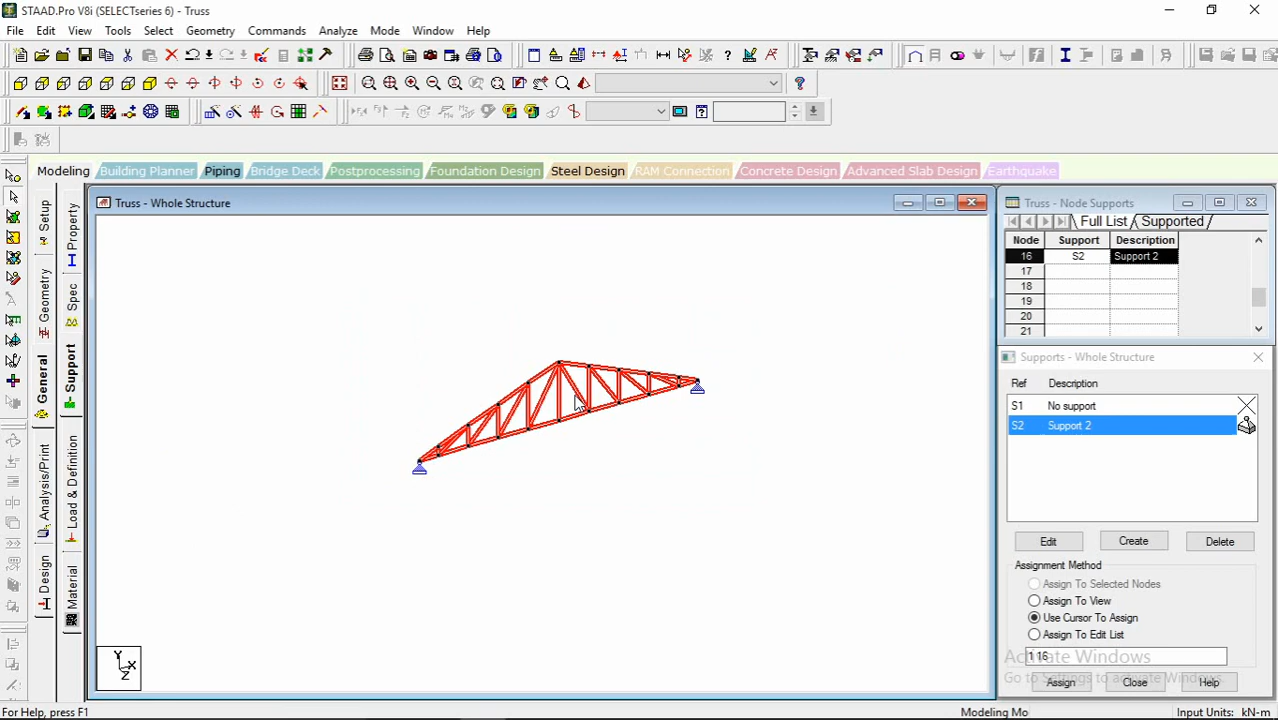 STAAD.Pro V8i (SELECTseries 6) - Truss
File Edit View Tools Select Geometry Commands Analyze Mode Window Help
Modeling Building Planner Piping Bridge Deck Postprocessing Foundation Design Steel Design RAM Connection Concrete Design Advanced Slab Design Earthquake
Setup
Geometry
General
Analysis/Print
Design
Property
Spec
Support
Load & Definition
Material
Truss - Whole Structure
Y
X
Z
Truss - Node Supports
Full List Supported
Node Support Description
16 S2 Support 2
17
18
19
20
21
Supports - Whole Structure
Ref Description
S1 No support
S2 Support 2
Edit Create Delete
Assignment Method
Assign To Selected Nodes
Assign To View
Use Cursor To Assign
Assign To Edit List
1 16
Activate Windows
Go to Settings to activate Windows.
Assign Close Help
For Help, press F1
Modeling Mo
Input Units: kN-m